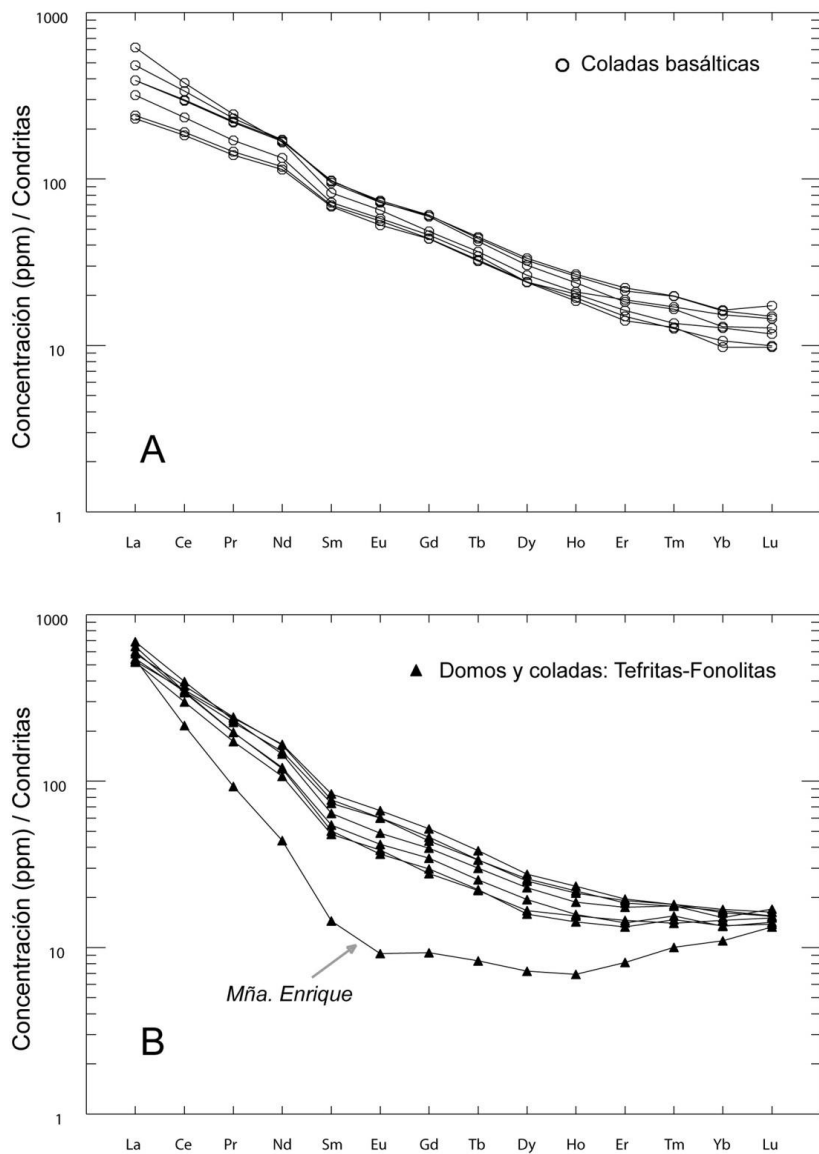 Concentración (ppm) / Condritas
1000
100
10
1
Coladas basálticas
A
La Ce Pr Nd Sm Eu Gd Tb Dy Ho Er Tm Yb Lu
Concentración (ppm) / Condritas
1000
100
10
1
Domos y coladas: Tefritas-Fonolitas
Mña. Enrique
B
La Ce Pr Nd Sm Eu Gd Tb Dy Ho Er Tm Yb Lu